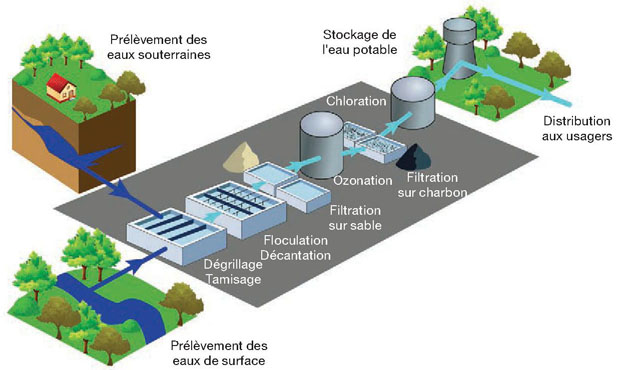 Prélèvement des
eaux souterraines
Stockage de
l'eau potable
Chloration
Distribution
aux usagers
Ozonation
Filtration
sur charbon
Filtration
sur sable
Floculation
Décantation
Dégrillage
Tamisage
Prélèvement des
eaux de surface